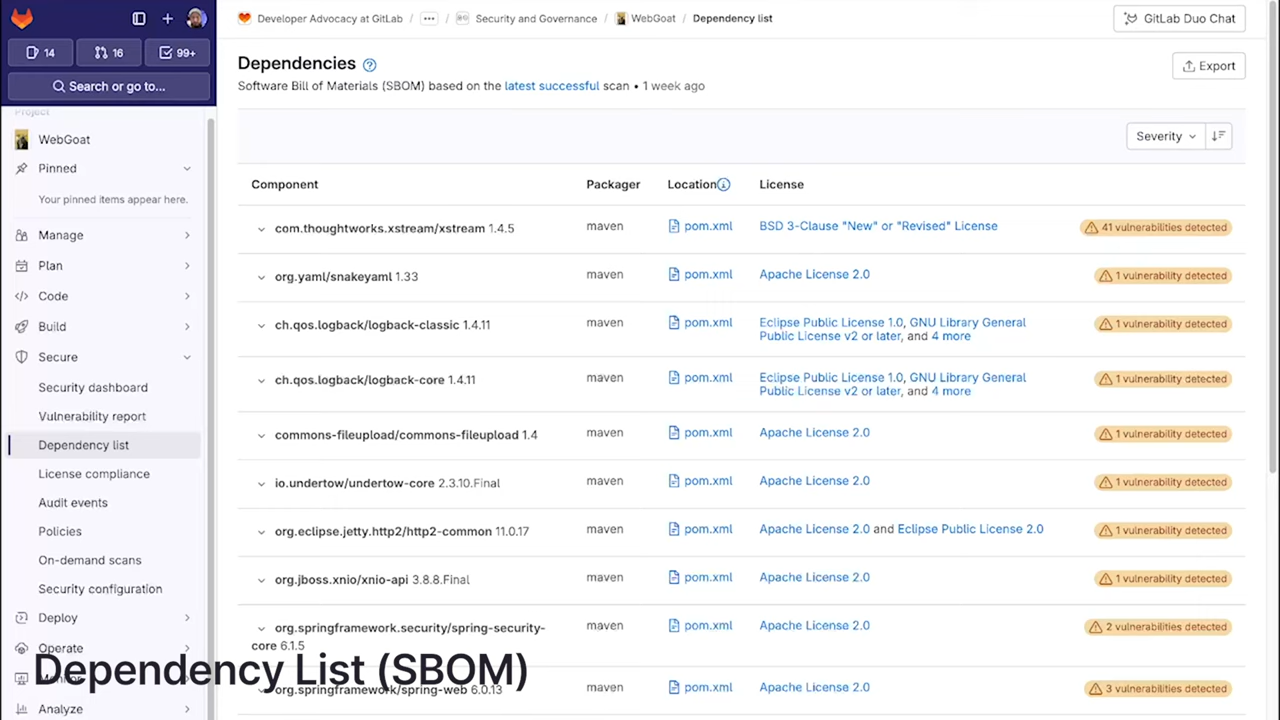 Developer Advocacy at GitLab / ... / Security and Governance / WebGoat / Dependency list
GitLab Duo Chat
14
16
99+
Search or go to...
Project
WebGoat
Pinned
Your pinned items appear here.
Manage
Plan
Code
Build
Secure
Security dashboard
Vulnerability report
Dependency list
License compliance
Audit events
Policies
On-demand scans
Security configuration
Deploy
Operate
Monitor
Analyze
Dependencies ?
Export
Software Bill of Materials (SBOM) based on the latest successful scan • 1 week ago
Severity
Component Packager Location License
com.thoughtworks.xstream/xstream 1.4.5 maven pom.xml BSD 3-Clause "New" or "Revised" License 41 vulnerabilities detected
org.yaml/snakeyaml 1.33 maven pom.xml Apache License 2.0 1 vulnerability detected
ch.qos.logback/logback-classic 1.4.11 maven pom.xml Eclipse Public License 1.0, GNU Library General 1 vulnerability detected
Public License v2 or later, and 4 more
ch.qos.logback/logback-core 1.4.11 maven pom.xml Eclipse Public License 1.0, GNU Library General 1 vulnerability detected
Public License v2 or later, and 4 more
commons-fileupload/commons-fileupload 1.4 maven pom.xml Apache License 2.0 1 vulnerability detected
io.undertow/undertow-core 2.3.10.Final maven pom.xml Apache License 2.0 1 vulnerability detected
org.eclipse.jetty.http2/http2-common 11.0.17 maven pom.xml Apache License 2.0 and Eclipse Public License 2.0 1 vulnerability detected
org.jboss.xnio/xnio-api 3.8.8.Final maven pom.xml Apache License 2.0 1 vulnerability detected
org.springframework.security/spring-security- maven pom.xml Apache License 2.0 2 vulnerabilities detected
core 6.1.5
org.springframework/spring-web 6.0.13 maven pom.xml Apache License 2.0 3 vulnerabilities detected
Dependency List (SBOM)